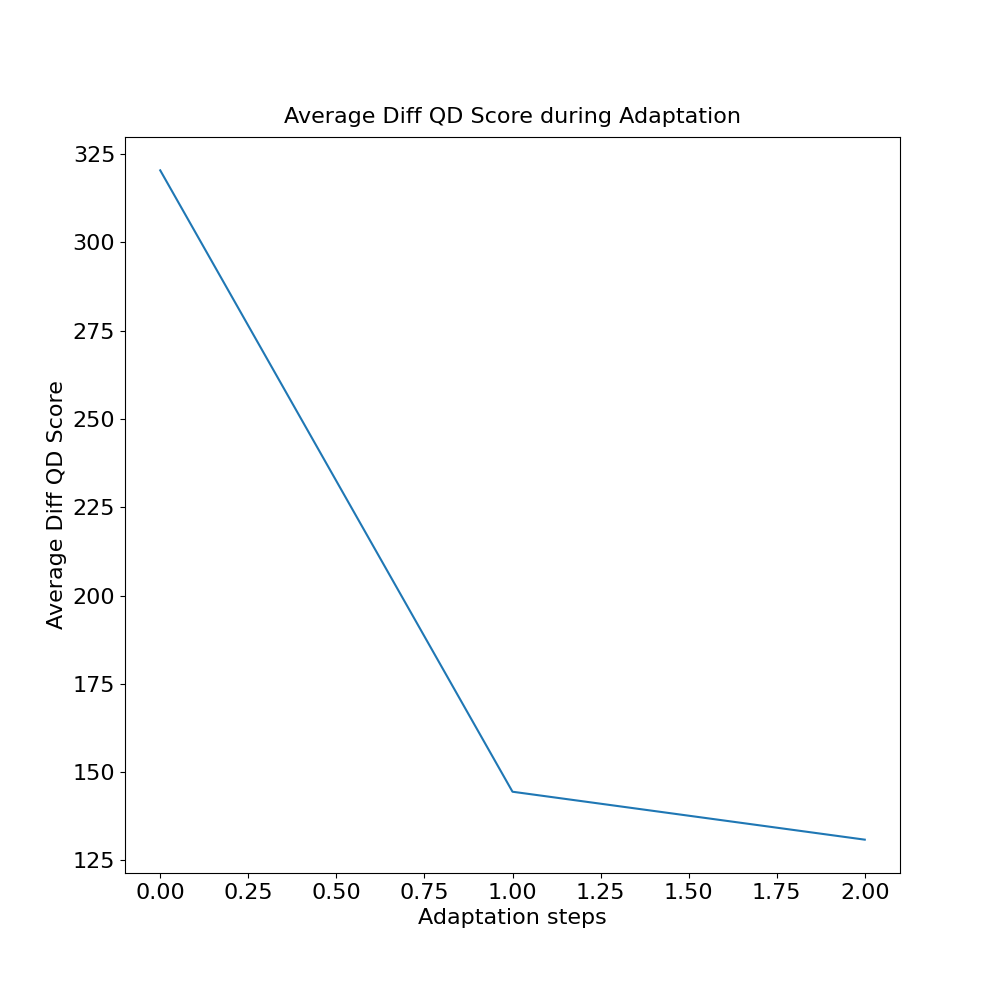 Average Diff QD Score during Adaptation
325
300
275
250
225
200
175
150
125
Average Diff QD Score
0.00 0.25 0.50 0.75 1.00 1.25 1.50 1.75 2.00
Adaptation steps